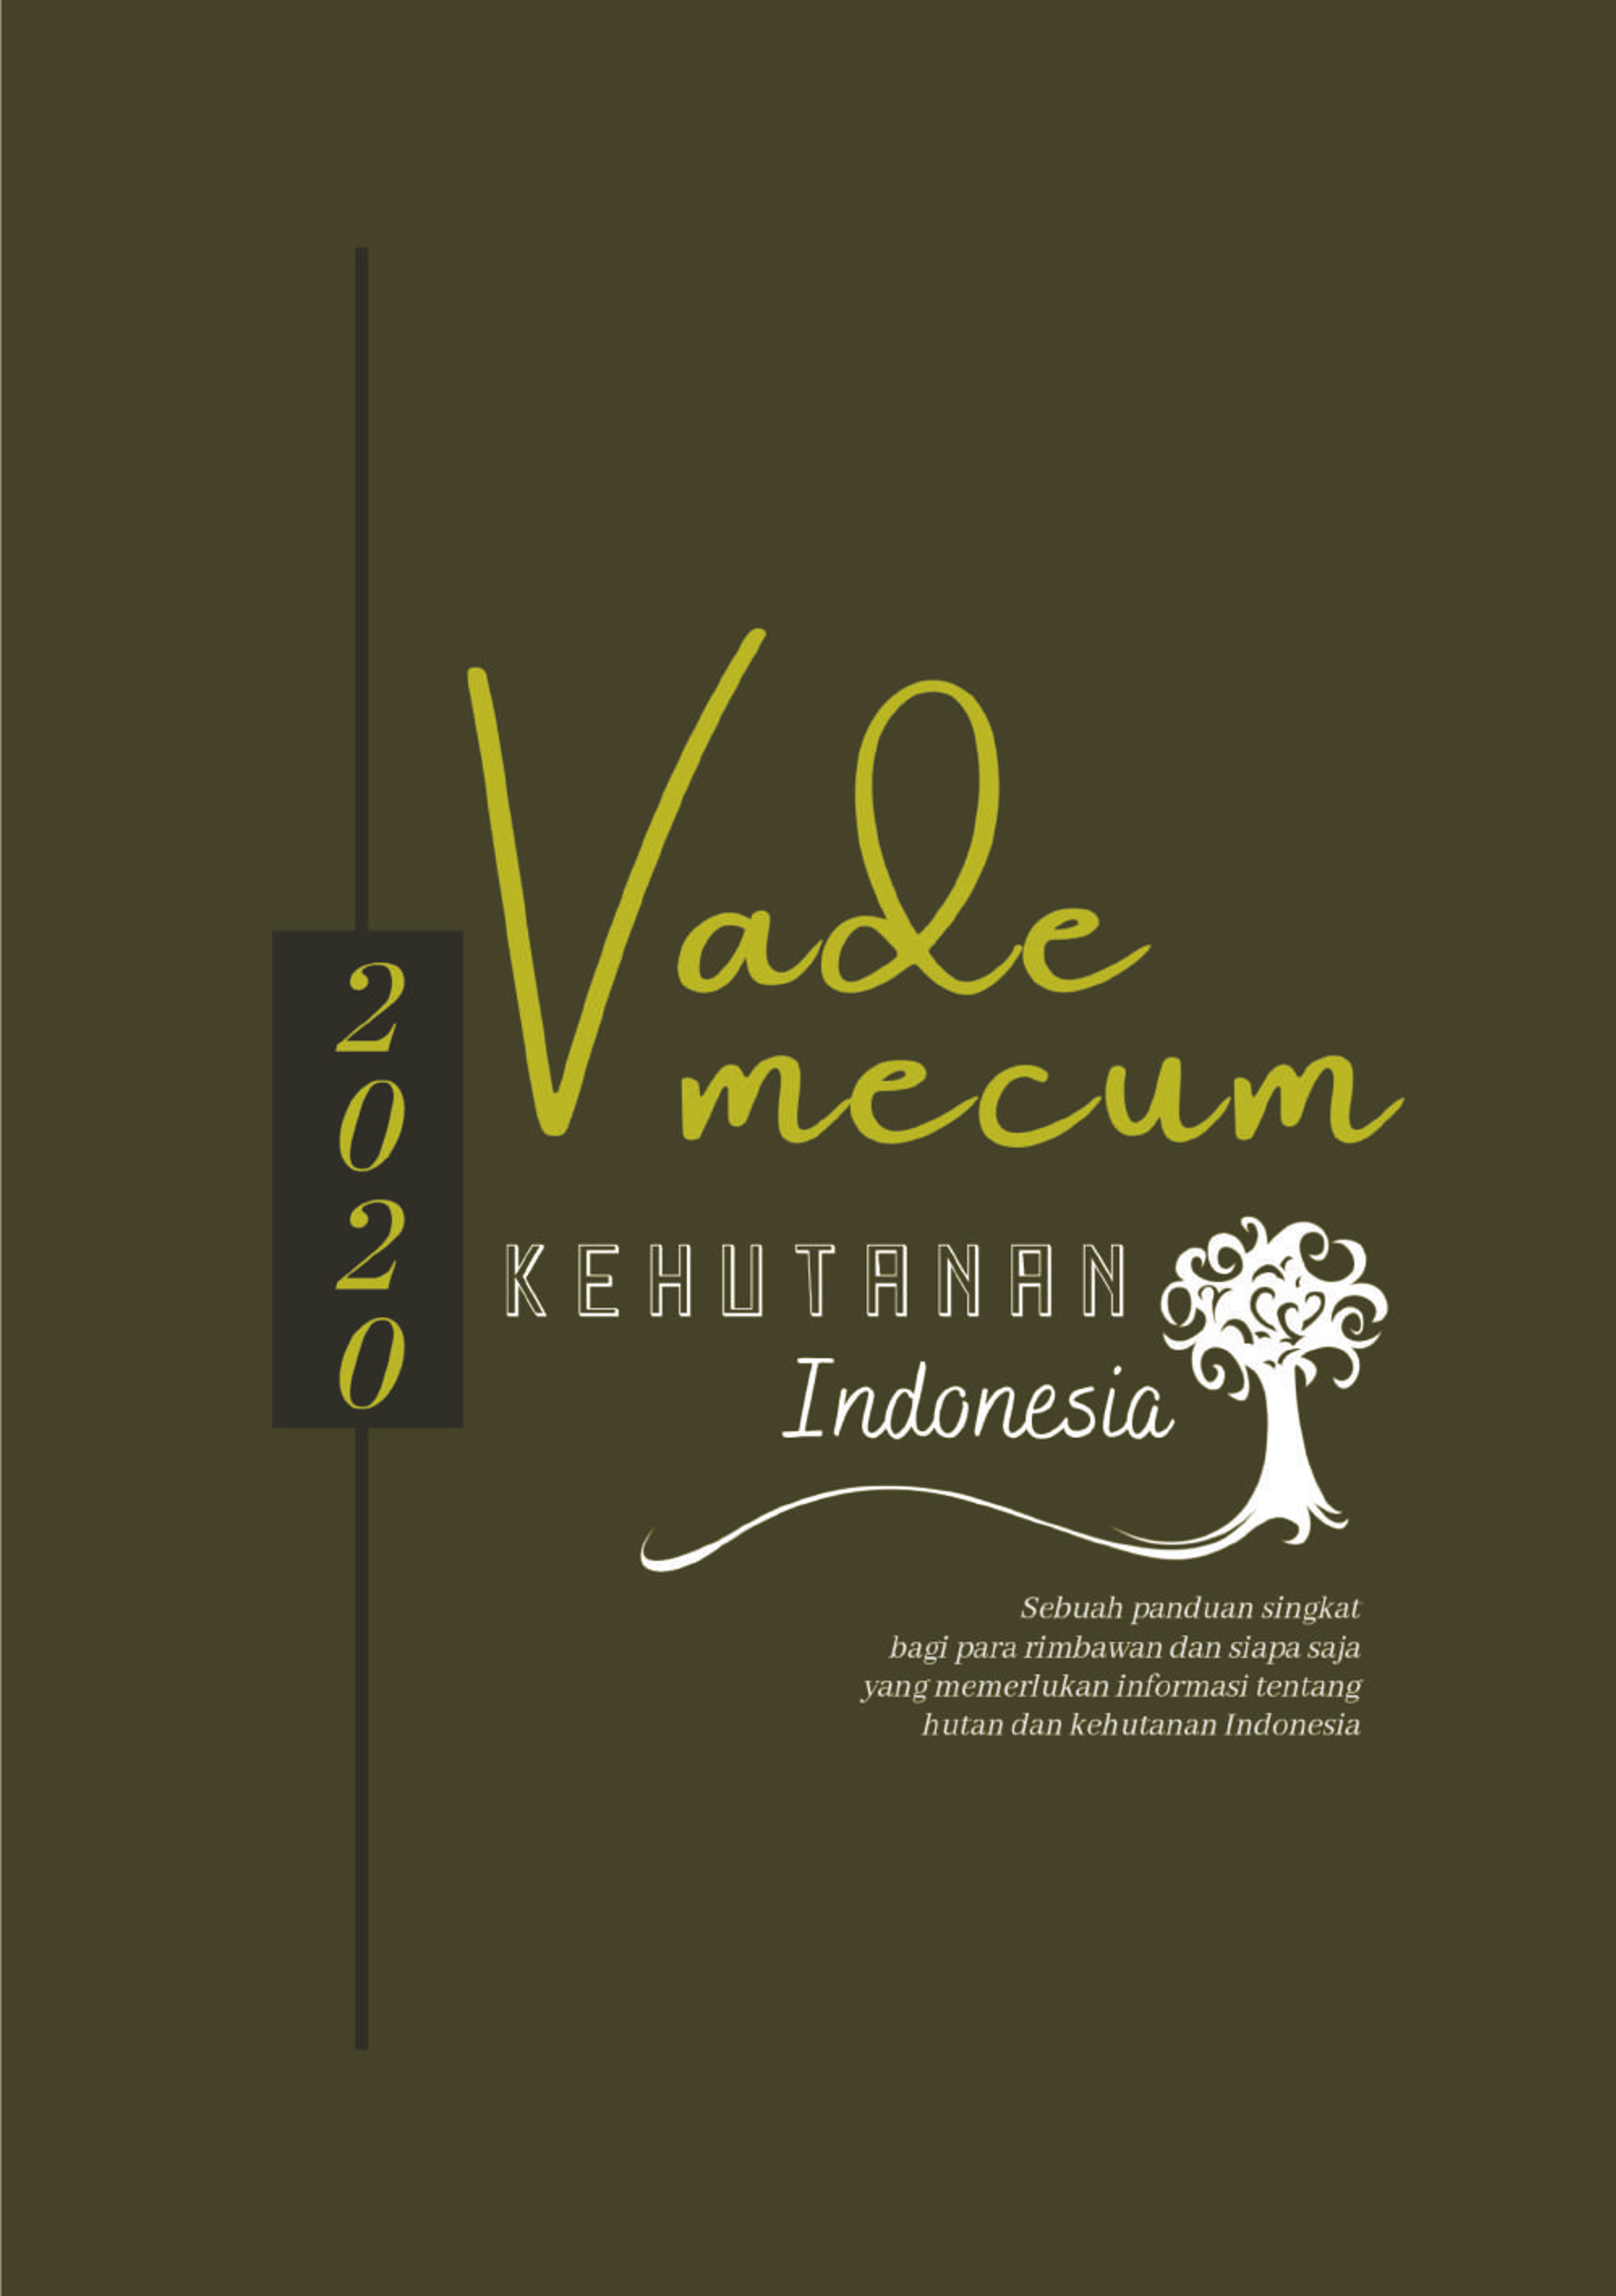 Vade
mecum
2020
KEHUTANAN
Indonesia
Sebuah panduan singkat
bagi para rimbawan dan siapa saja
yang memerlukan informasi tentang
hutan dan kehutanan Indonesia